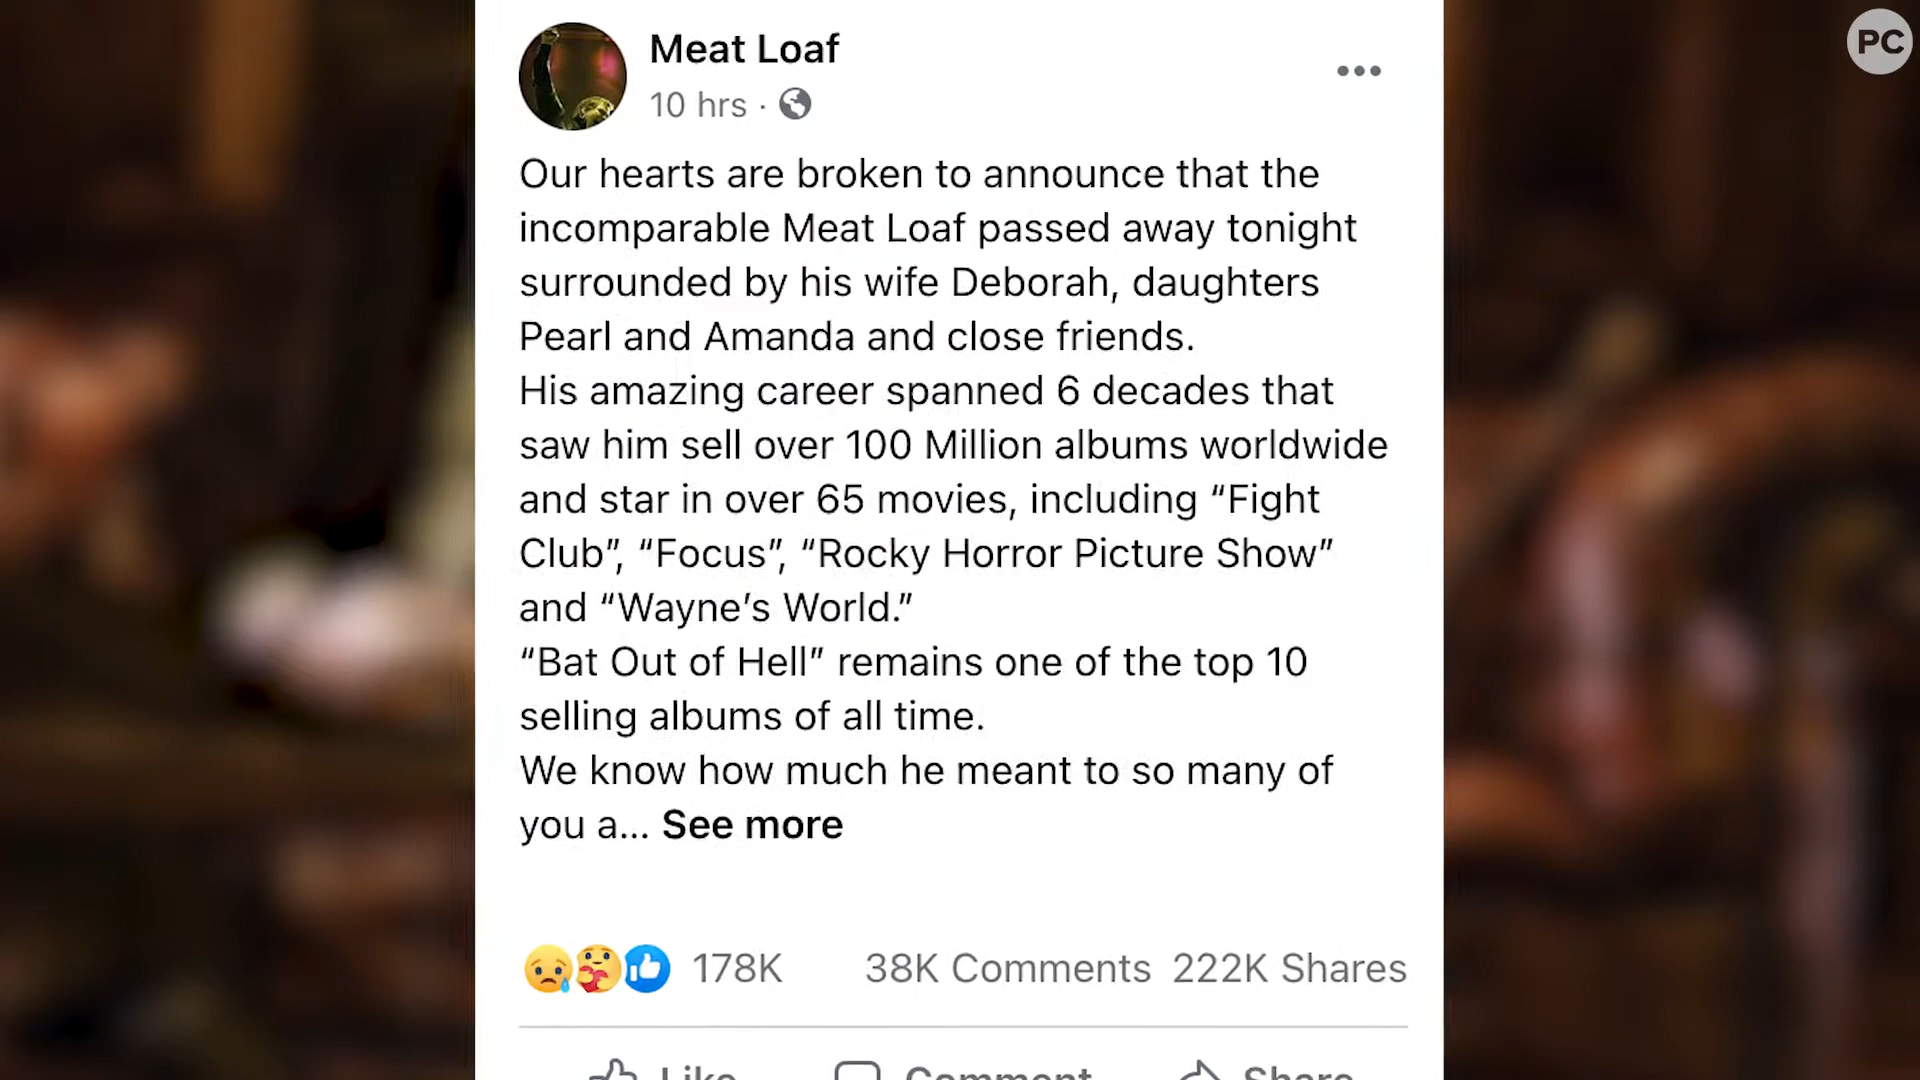 PC
Meat Loaf
10 hrs ·
Our hearts are broken to announce that the
incomparable Meat Loaf passed away tonight
surrounded by his wife Deborah, daughters
Pearl and Amanda and close friends.
His amazing career spanned 6 decades that
saw him sell over 100 Million albums worldwide
and star in over 65 movies, including “Fight
Club”, “Focus”, “Rocky Horror Picture Show”
and “Wayne’s World.”
“Bat Out of Hell” remains one of the top 10
selling albums of all time.
We know how much he meant to so many of
you a... See more
178K 38K Comments 222K Shares
Like Comment Share